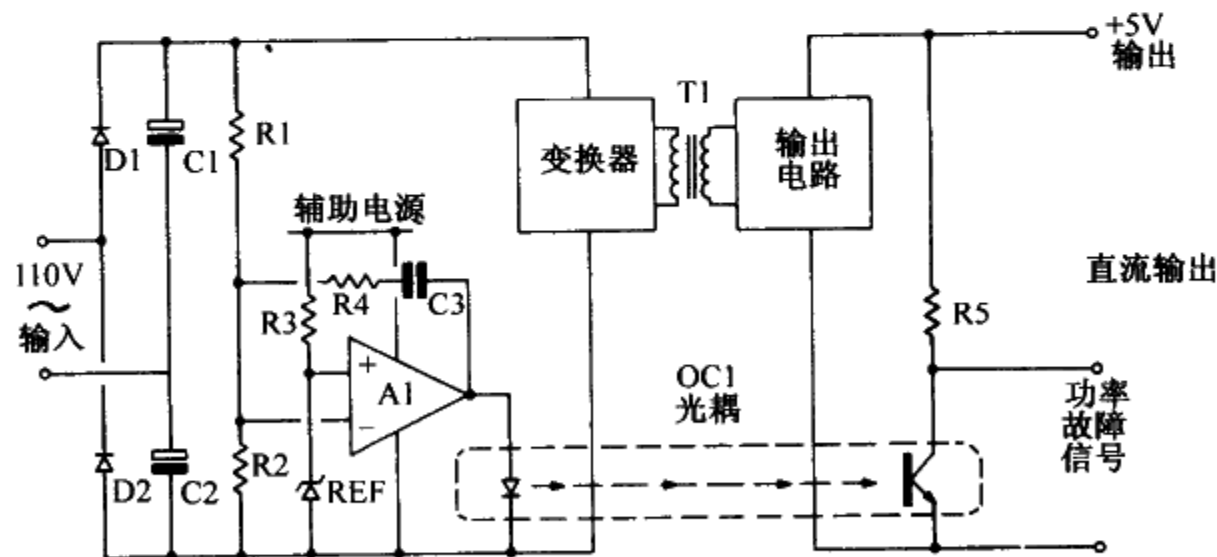 +5V
输出
T1
D1
C1
R1
变换器
输出
电路
辅助电源
110V
~
输入
R4
C3
R3
直流输出
R5
+
A1
−
OC1
光耦
功率
故障
信号
D2
C2
R2
REF